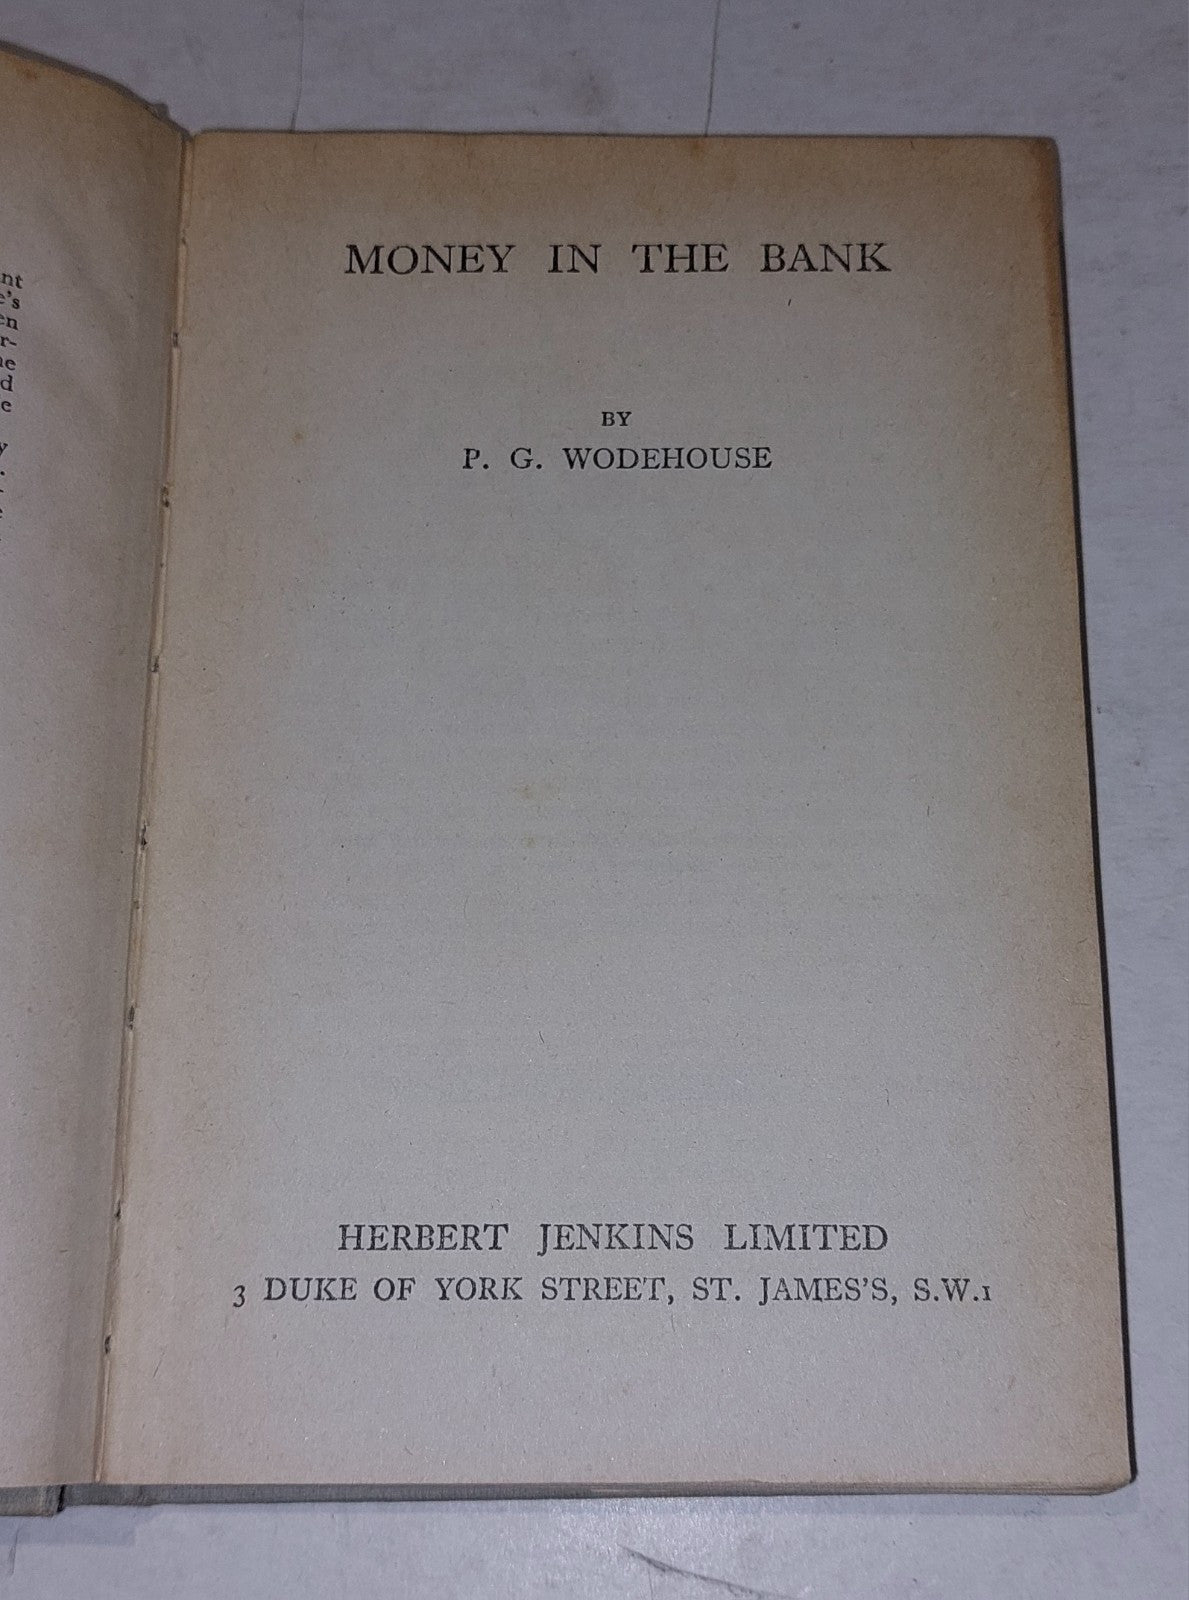 MONEY IN THE BANK
BY
P. G. WODEHOUSE
HERBERT JENKINS LIMITED
3 DUKE OF YORK STREET, ST. JAMES'S, S.W.1